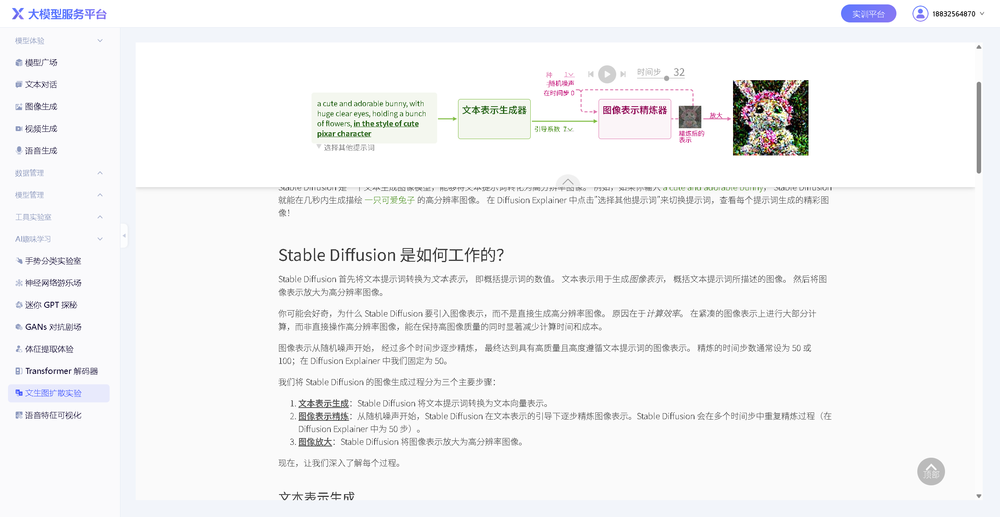 大模型服务平台
实训平台
18832564870
模型体验
模型广场
文本对话
图像生成
视频生成
语音生成
数据管理
模型管理
工具实验室
AI趣味学习
手势分类实验室
神经网络游乐场
迷你 GPT 探秘
GANs 对抗剧场
体征提取体验
Transformer 解码器
文生图扩散实验
语音特征可视化
种
1
时间步 32
随机噪声
在时间步 0
a cute and adorable bunny, with
huge clear eyes, holding a bunch
of flowers, in the style of cute
pixar character
选择其他提示词
文本表示生成器
引导系数 7
图像表示精炼器
精炼后的
表示
放大
Stable Diffusion 是一个文本生成图像模型，能够将文本提示词转化为高分辨率图像。 例如，如果你输入 a cute and adorable bunny， Stable Diffusion
就能在几秒内生成描绘 一只可爱兔子 的高分辨率图像。 在 Diffusion Explainer 中点击"选择其他提示词"来切换提示词，查看每个提示词生成的精彩图
像！
Stable Diffusion 是如何工作的？
Stable Diffusion 首先将文本提示词转换为文本表示， 即概括提示词的数值。 文本表示用于生成图像表示， 概括文本提示词所描述的图像。 然后将图
像表示放大为高分辨率图像。
你可能会好奇，为什么 Stable Diffusion 要引入图像表示，而不是直接生成高分辨率图像。 原因在于计算效率。 在紧凑的图像表示上进行大部分计
算，而非直接操作高分辨率图像，能在保持高图像质量的同时显著减少计算时间和成本。
图像表示从随机噪声开始， 经过多个时间步逐步精炼， 最终达到具有高质量且高度遵循文本提示词的图像表示。 精炼的时间步数通常设为 50 或
100；在 Diffusion Explainer 中我们固定为 50。
我们将 Stable Diffusion 的图像生成过程分为三个主要步骤：
1. 文本表示生成：Stable Diffusion 将文本提示词转换为文本向量表示。
2. 图像表示精炼：从随机噪声开始，Stable Diffusion 在文本表示的引导下逐步精炼图像表示。Stable Diffusion 会在多个时间步中重复精炼过程（在
Diffusion Explainer 中为 50 步）。
3. 图像放大：Stable Diffusion 将图像表示放大为高分辨率图像。
现在，让我们深入了解每个过程。
文本表示生成
顶部